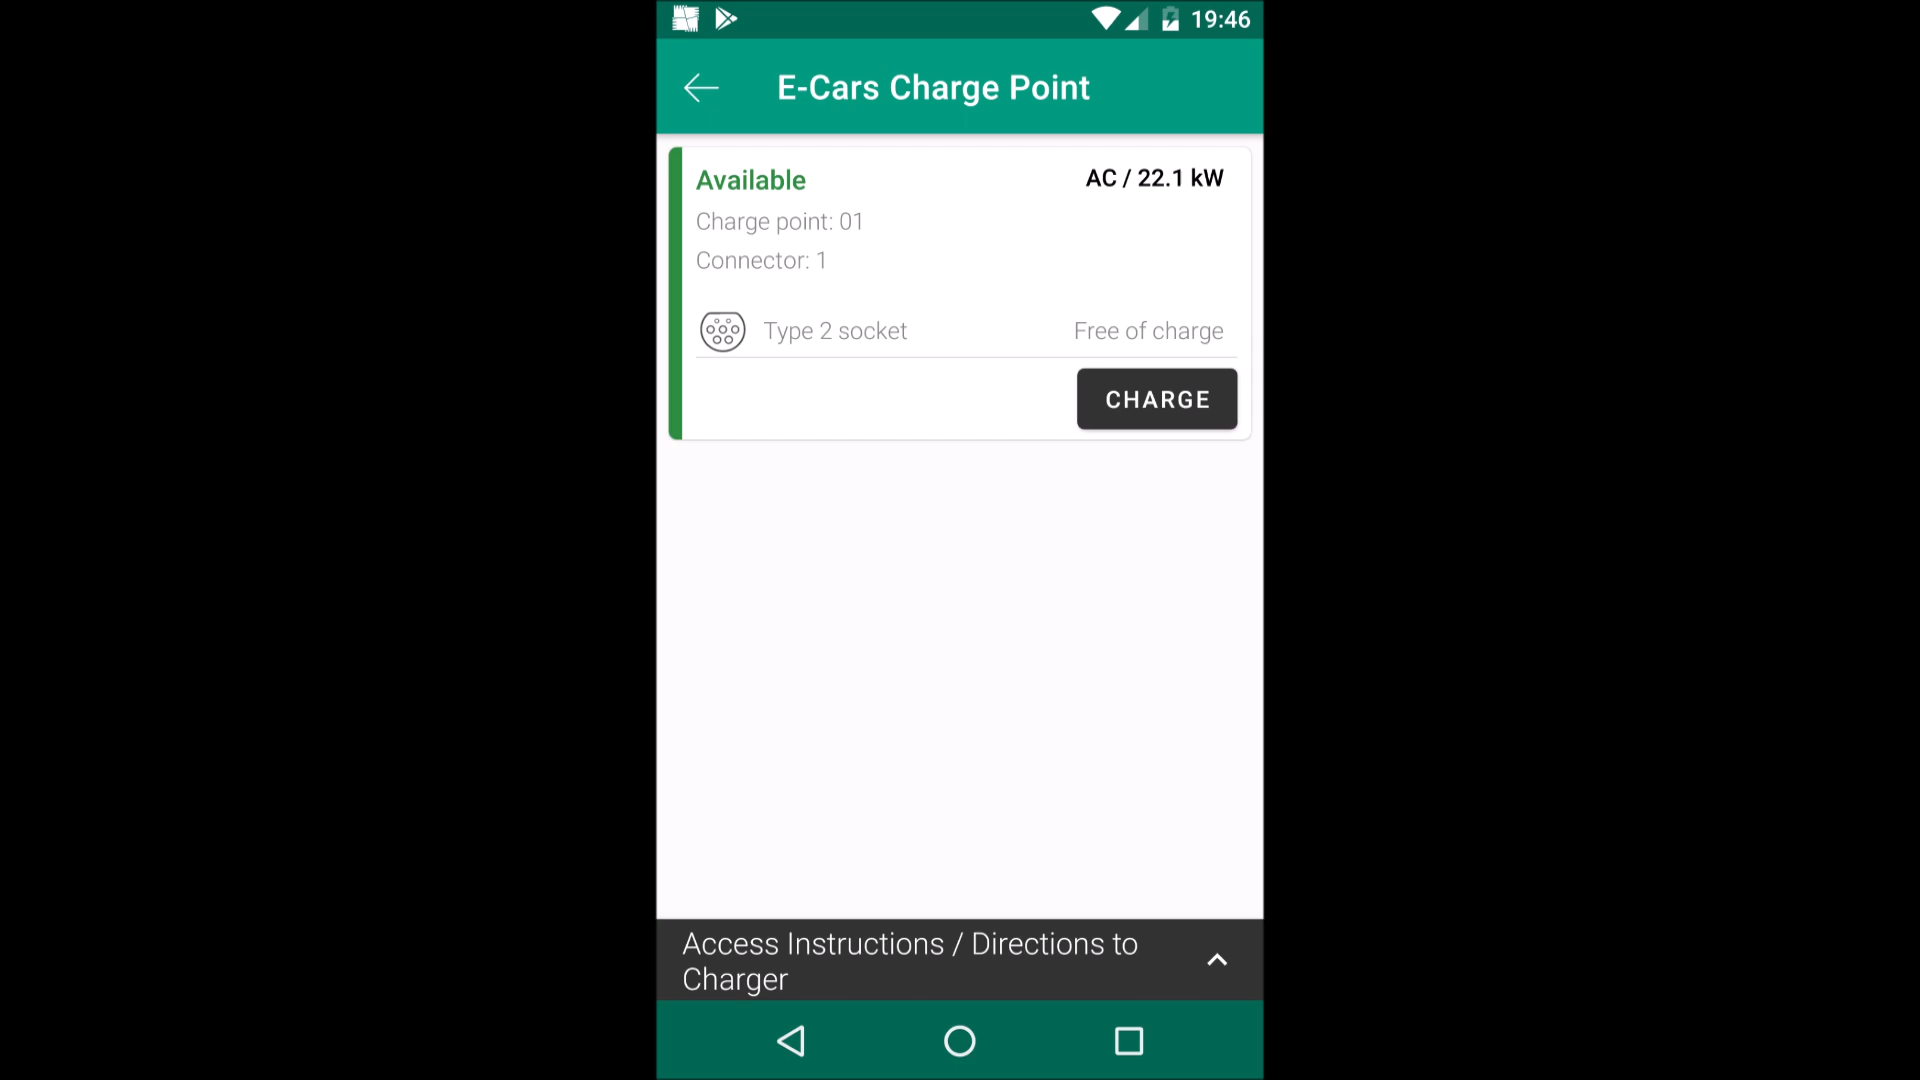 19:46
E-Cars Charge Point
Available
AC / 22.1 kW
Charge point: 01
Connector: 1
Type 2 socket
Free of charge
CHARGE
Access Instructions / Directions to
Charger